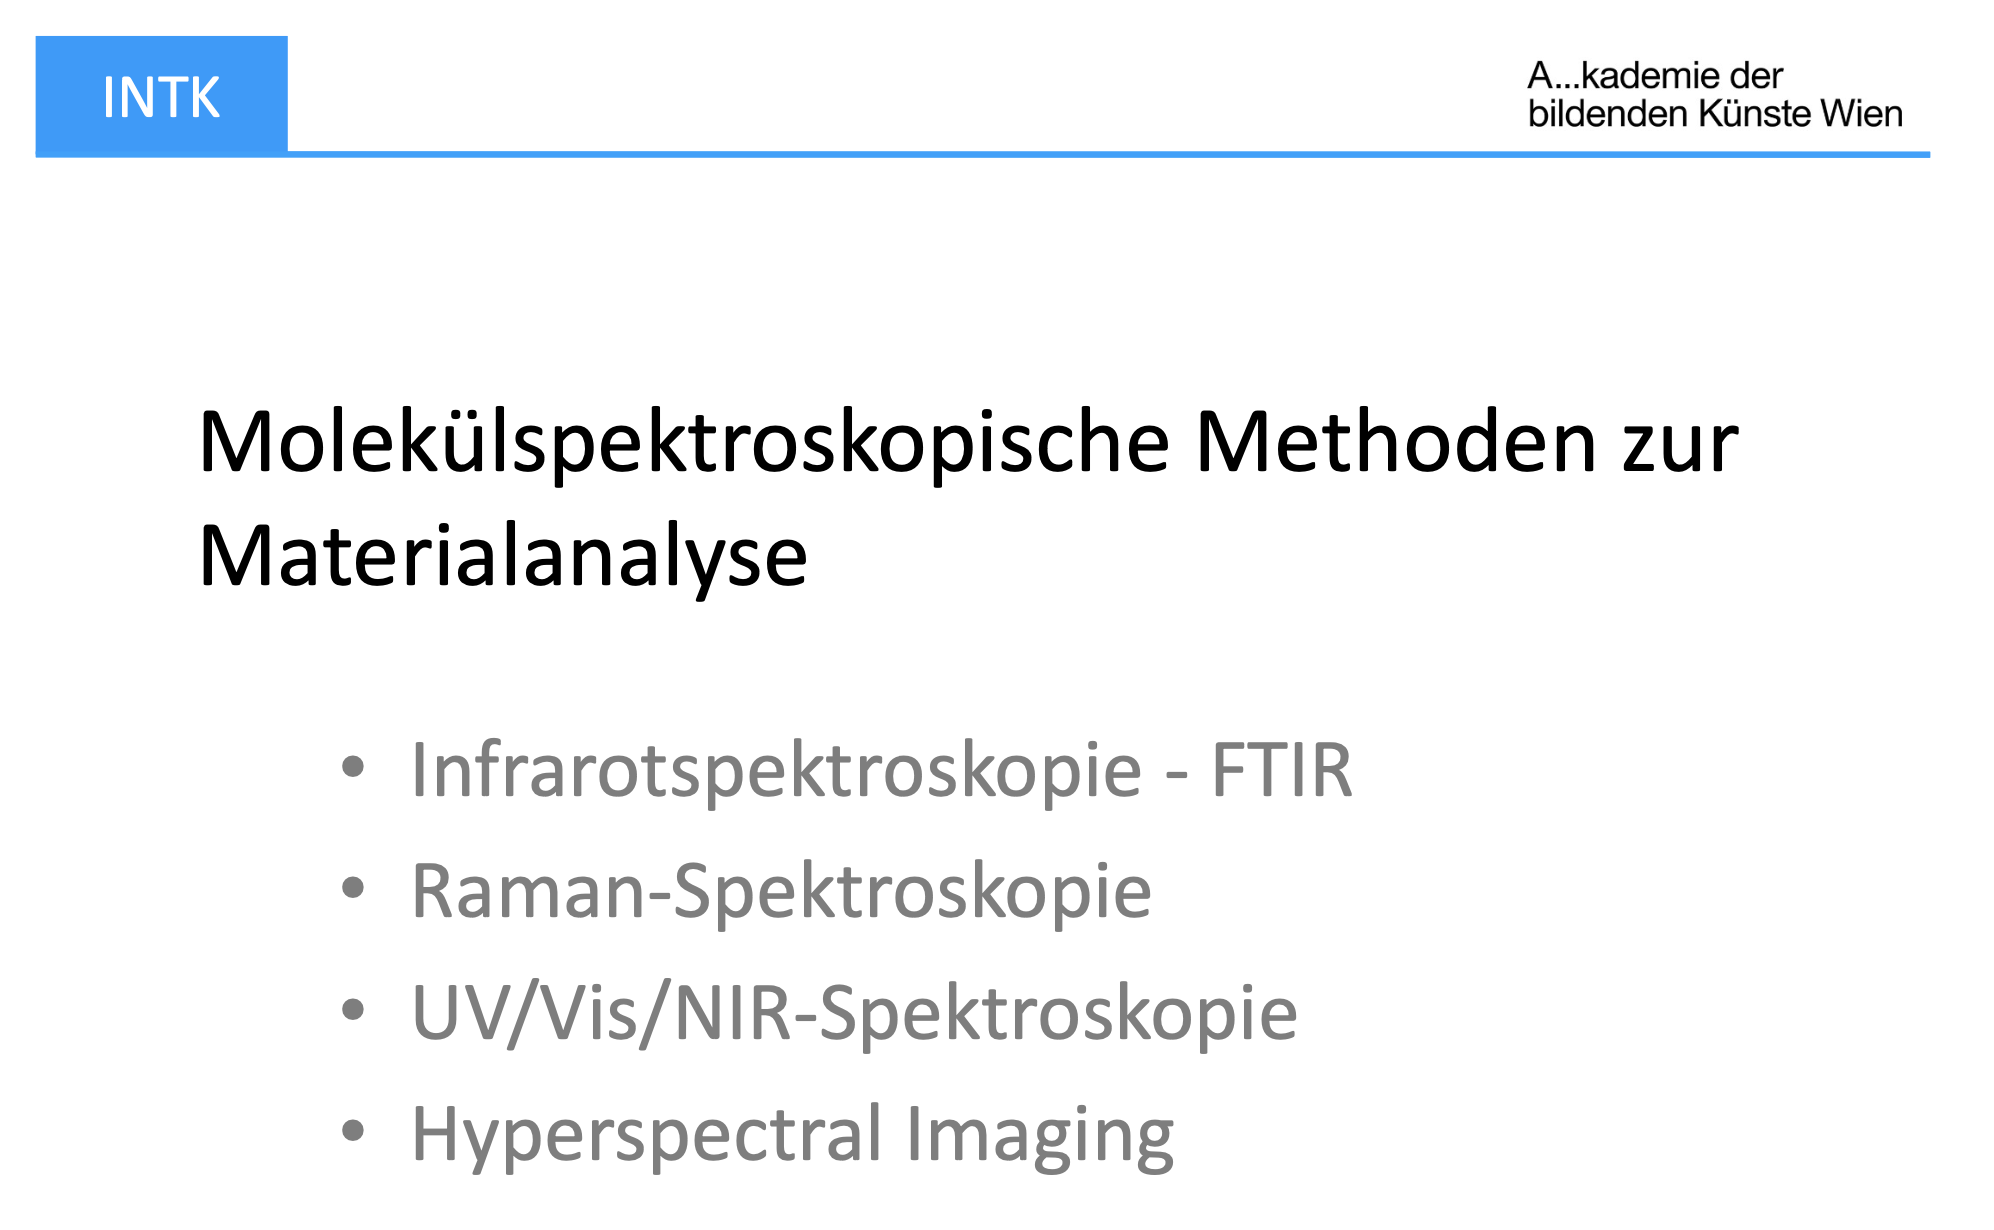 INTK
A...kademie der
bildenden Künste Wien
Molekülspektroskopische Methoden zur
Materialanalyse
• Infrarotspektroskopie - FTIR
• Raman-Spektroskopie
• UV/Vis/NIR-Spektroskopie
• Hyperspectral Imaging